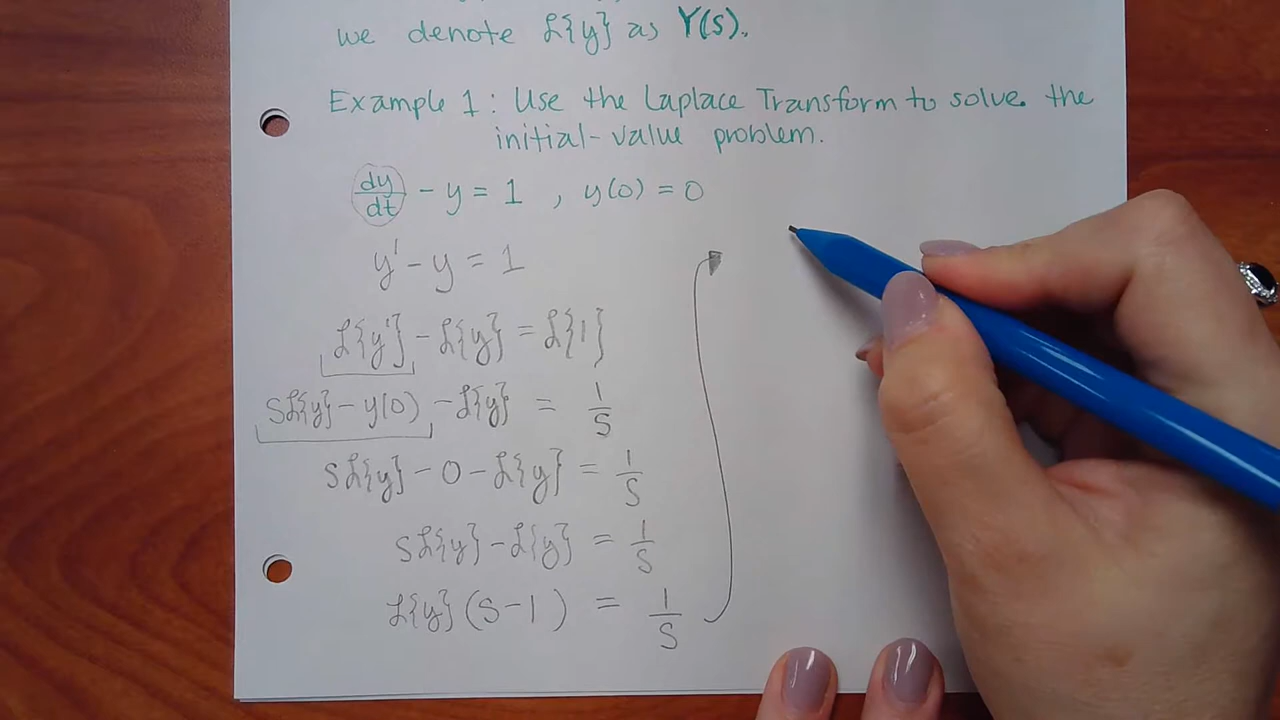 we denote ℒ{y} as Y(s).
Example 1: Use the Laplace Transform to solve the
initial-value problem.
dy/dt - y = 1 , y(0) = 0
y' - y = 1
ℒ{y'} - ℒ{y} = ℒ{1}
sℒ{y} - y(0) - ℒ{y} = 1/s
sℒ{y} - 0 - ℒ{y} = 1/s
sℒ{y} - ℒ{y} = 1/s
ℒ{y}(s-1) = 1/s